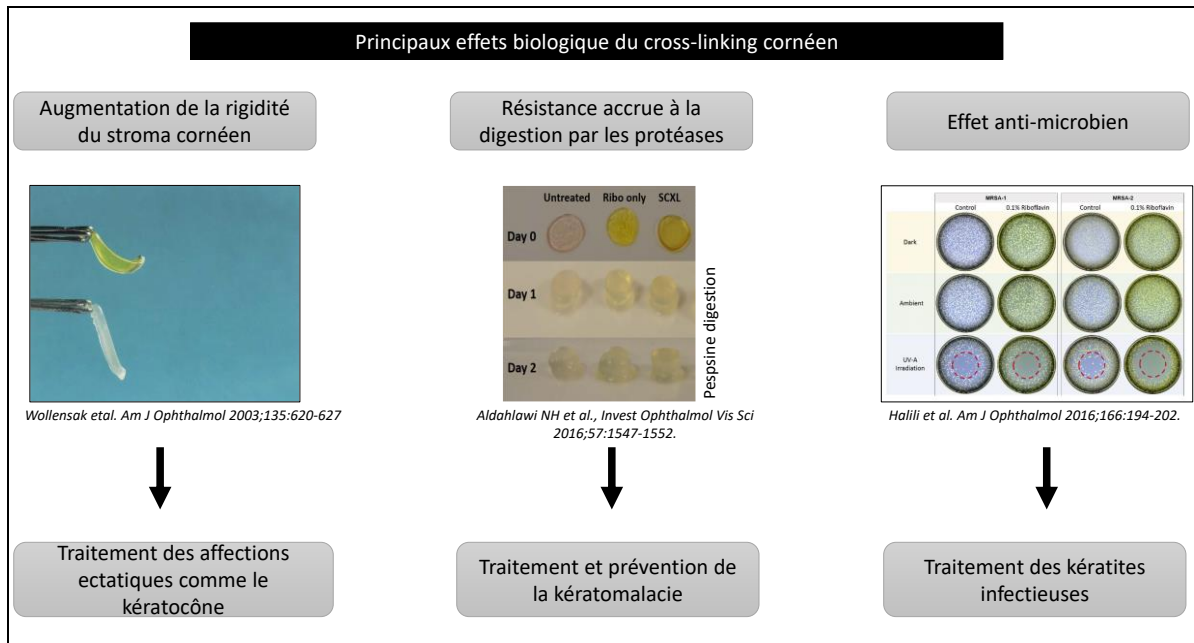 Principaux effets biologique du cross-linking cornéen
Augmentation de la rigidité
du stroma cornéen
Résistance accrue à la
digestion par les protéases
Effet anti-microbien
Untreated Ribo only SCXL
Day 0
Day 1
Day 2
Pespsine digestion
MRSA-1 MRSA-2
Control 0.1% Riboflavin Control 0.1% Riboflavin
Dark
Ambient
UV-A
Irradiation
Wollensak etal. Am J Ophthalmol 2003;135:620-627
Aldahlawi NH et al., Invest Ophthalmol Vis Sci
2016;57:1547-1552.
Halili et al. Am J Ophthalmol 2016;166:194-202.
Traitement des affections
ectatiques comme le
kératocône
Traitement et prévention de
la kératomalacie
Traitement des kératites
infectieuses